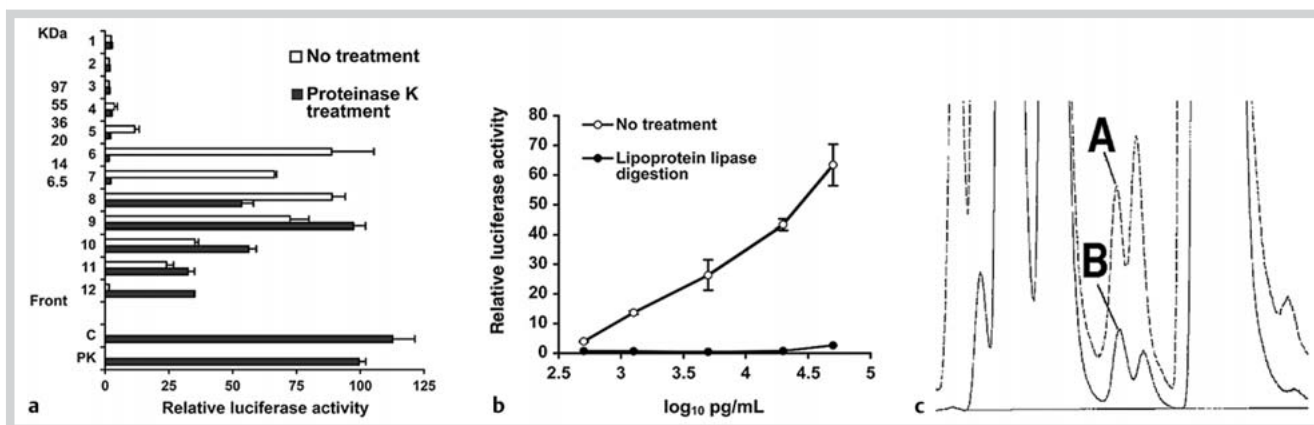 KDa
1
2
97 3
55 4
36 5
20 6
14 7
6.5 8
9
10
11
Front 12
C
PK
0 25 50 75 100 125
Relative luciferase activity
No treatment
Proteinase K
treatment
a
80
70
60
50
40
30
20
10
0
2.5 3 3.5 4 4.5 5
Relative luciferase activity
log10 pg/mL
No treatment
Lipoprotein lipase
digestion
b
A
B
c